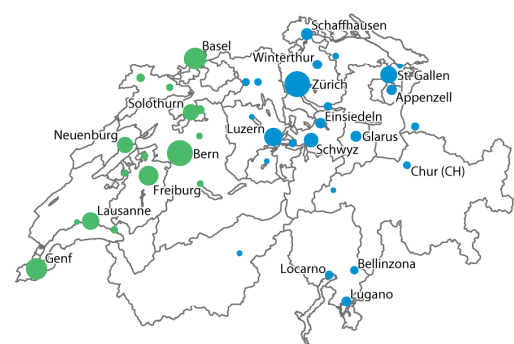 Schaffhausen
Basel
Winterthur
Zürich
St. Gallen
Appenzell
Solothurn
Einsiedeln
Neuenburg
Luzern
Glarus
Bern
Schwyz
Chur (CH)
Freiburg
Lausanne
Genf
Bellinzona
Locarno
Lugano